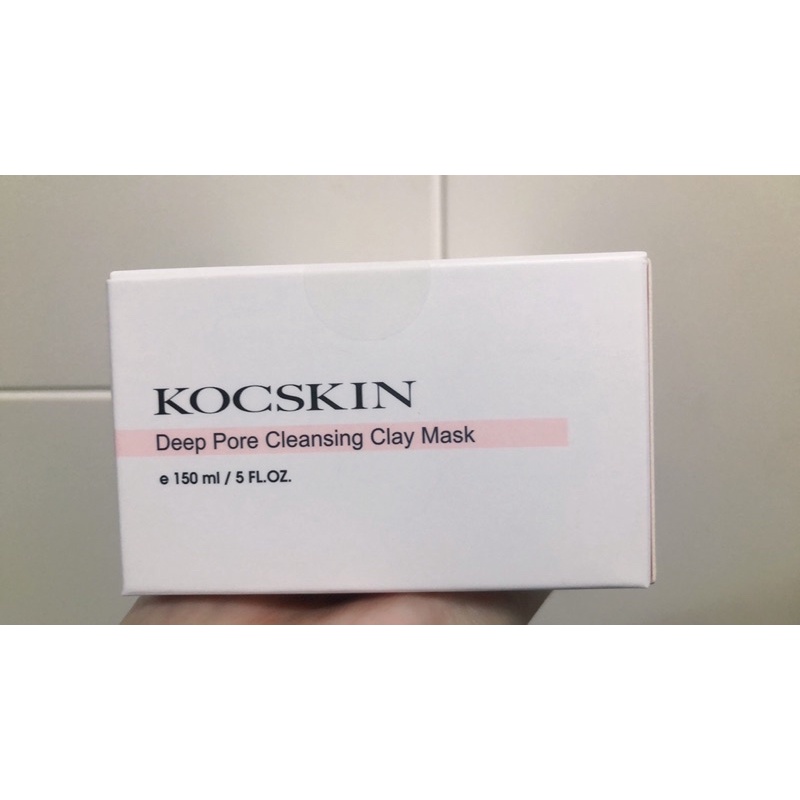 KOCSKIN
Deep Pore Cleansing Clay Mask
e 150 ml / 5 FL.OZ.